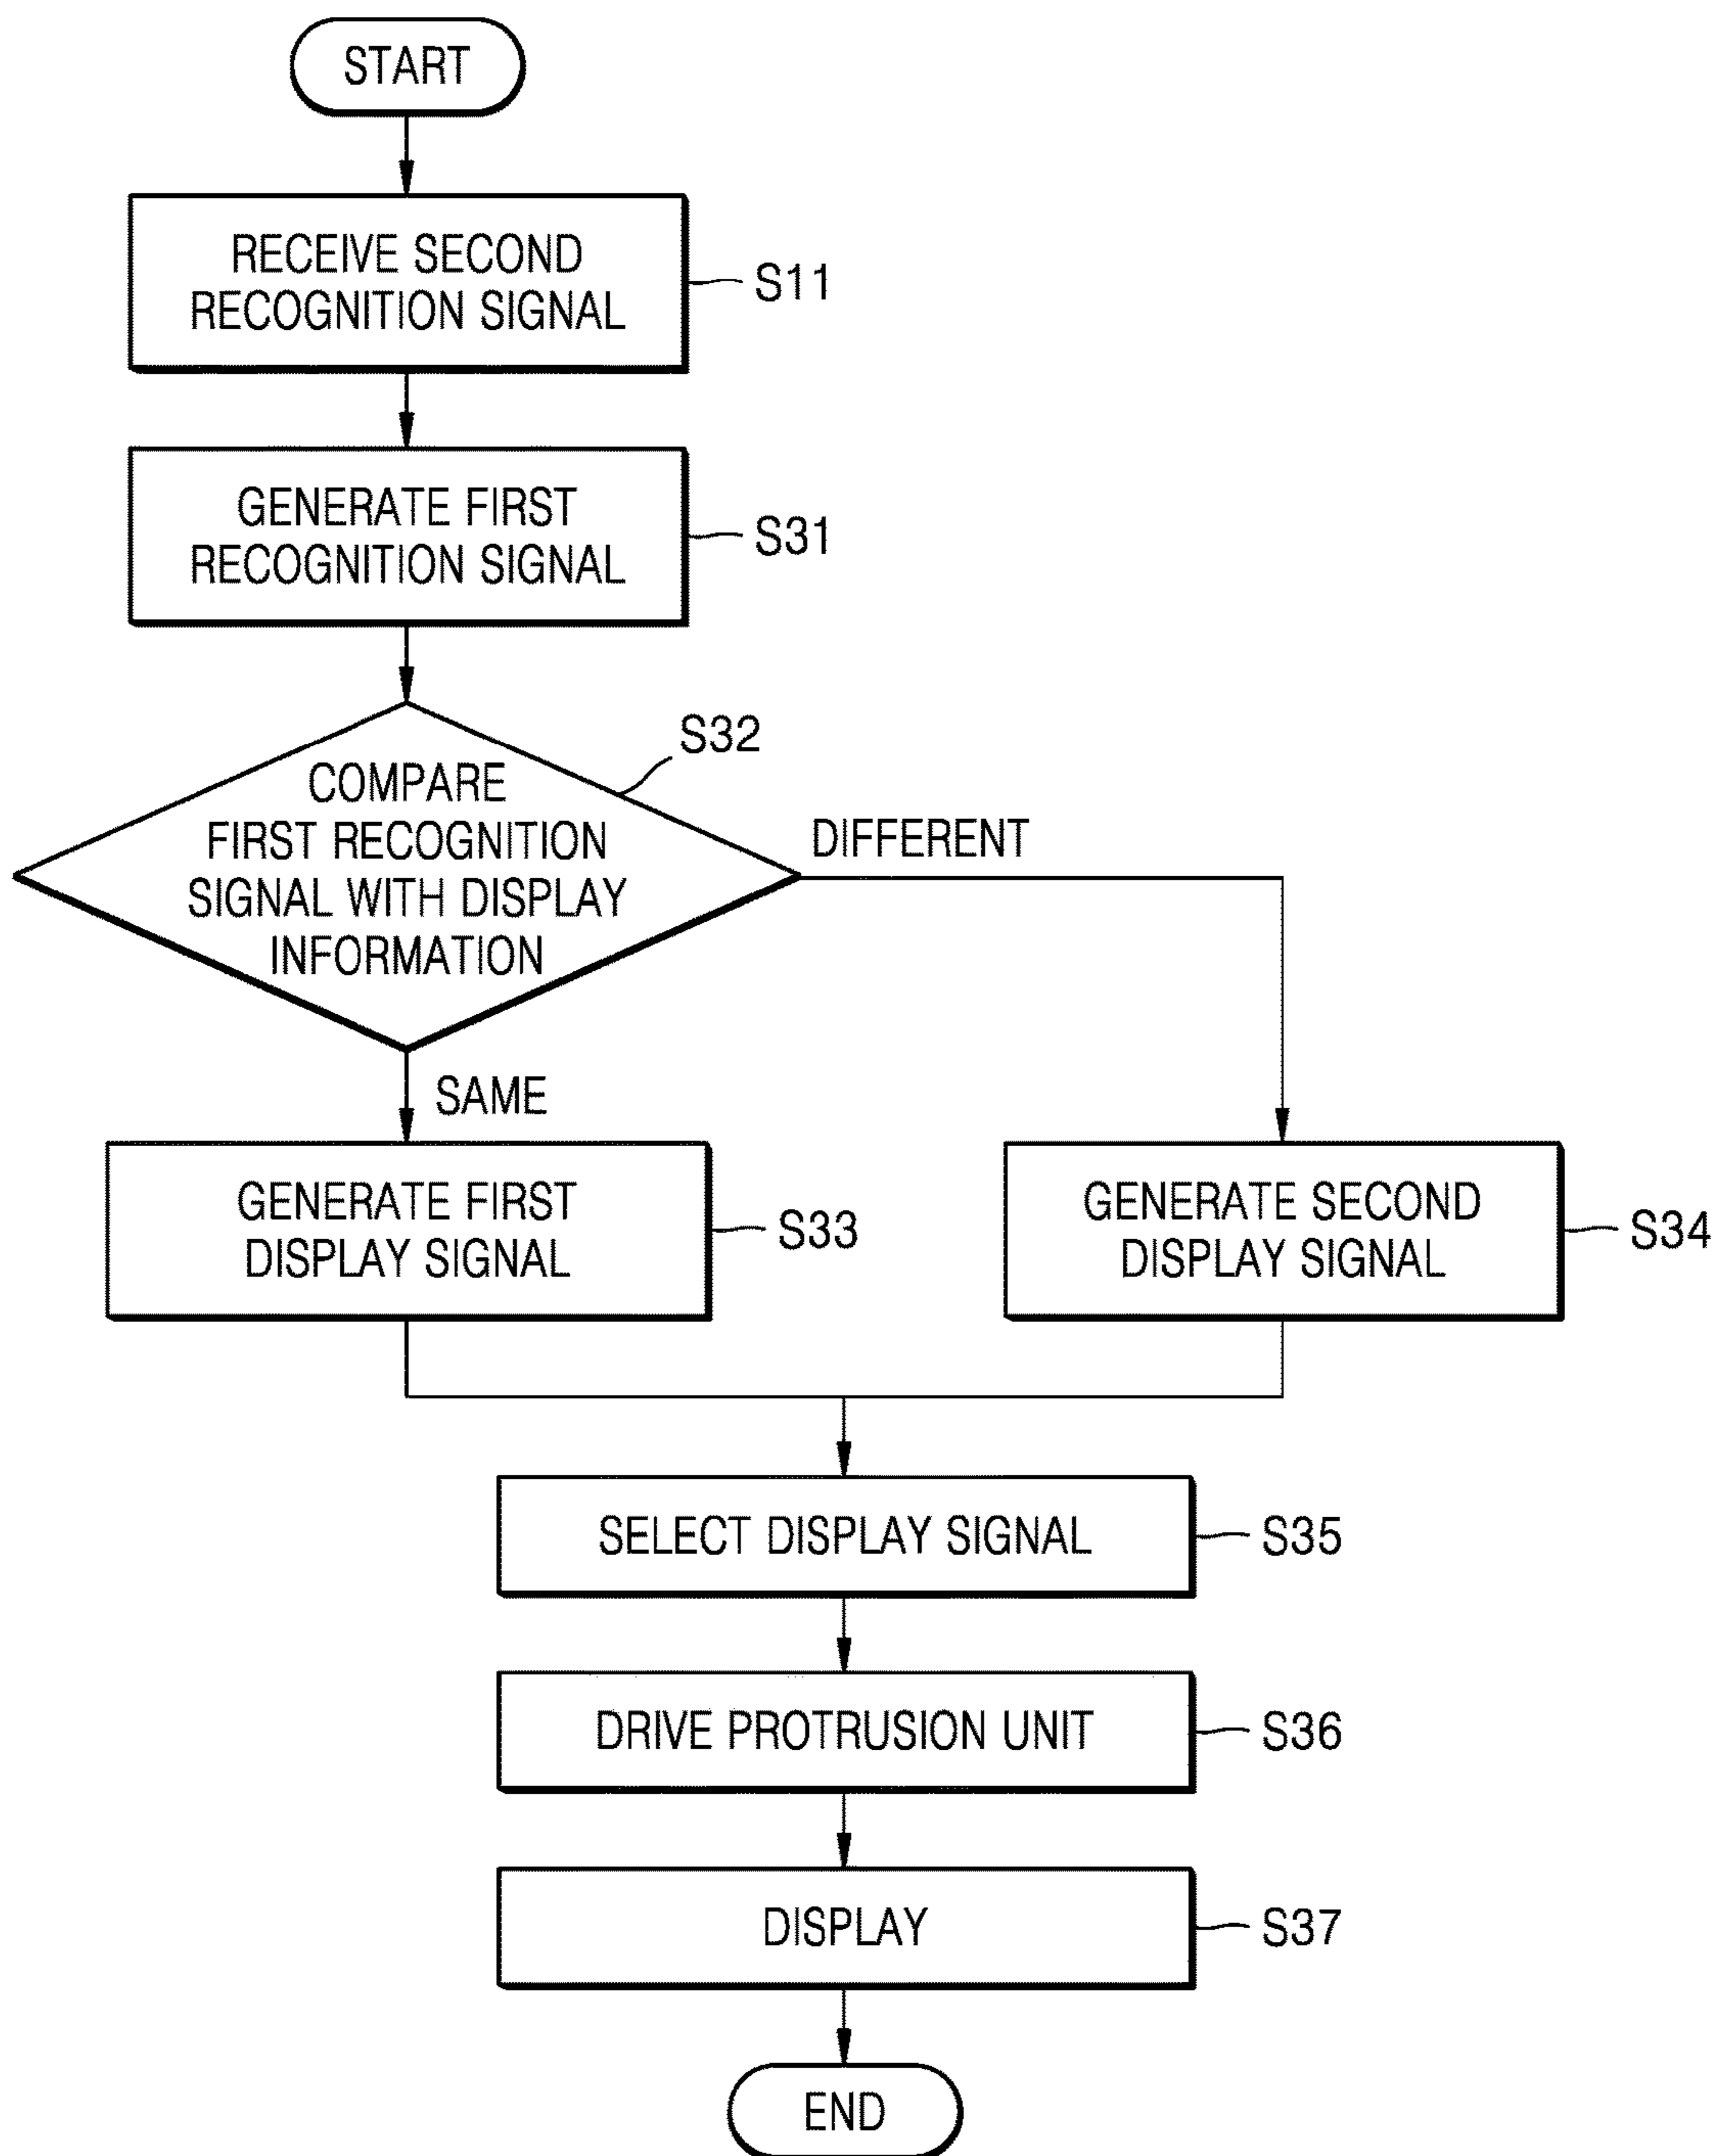 START
RECEIVE SECOND
RECOGNITION SIGNAL
S11
GENERATE FIRST
RECOGNITION SIGNAL
S31
S32
COMPARE
FIRST RECOGNITION
SIGNAL WITH DISPLAY
INFORMATION
DIFFERENT
SAME
GENERATE FIRST
DISPLAY SIGNAL
S33
GENERATE SECOND
DISPLAY SIGNAL
S34
SELECT DISPLAY SIGNAL
S35
DRIVE PROTRUSION UNIT
S36
DISPLAY
S37
END